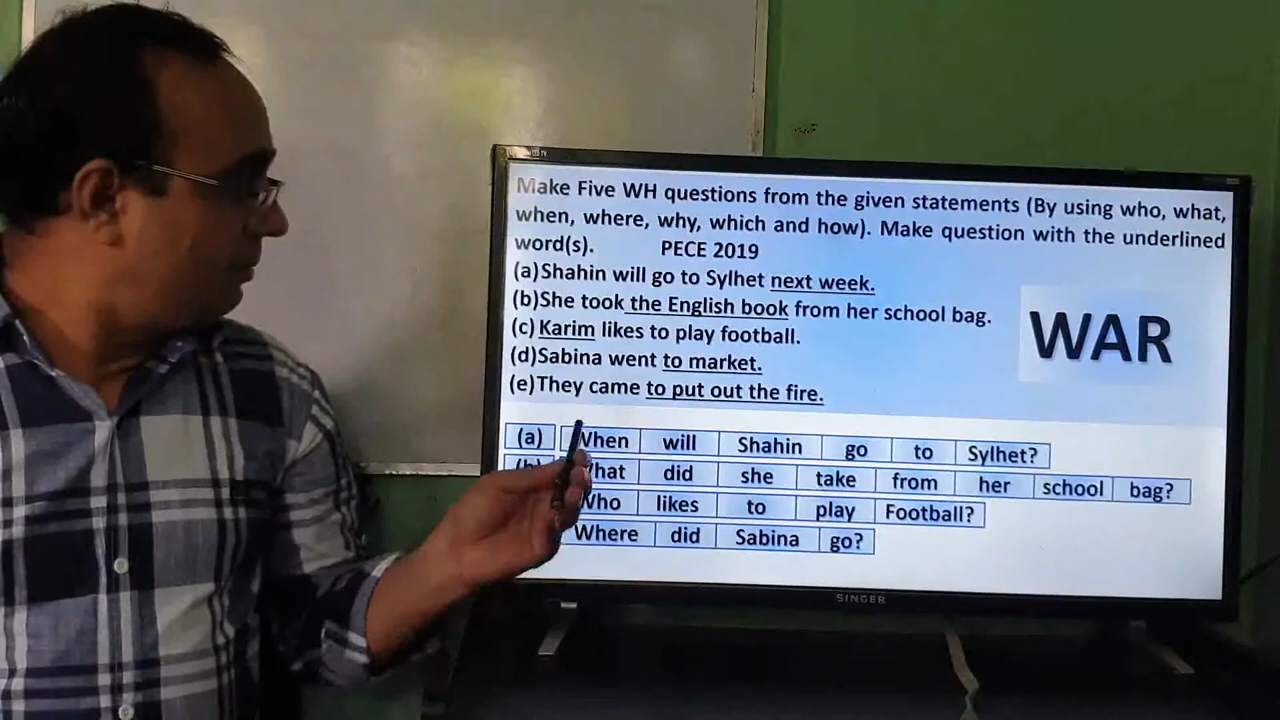 Make Five WH questions from the given statements (By using who, what,
when, where, why, which and how). Make question with the underlined
word(s). PECE 2019
(a)Shahin will go to Sylhet next week.
(b)She took the English book from her school bag.
(c) Karim likes to play football.
(d)Sabina went to market.
(e)They came to put out the fire.
WAR
(a) When will Shahin go to Sylhet?
What did she take from her school bag?
Who likes to play Football?
Where did Sabina go?
SINGER